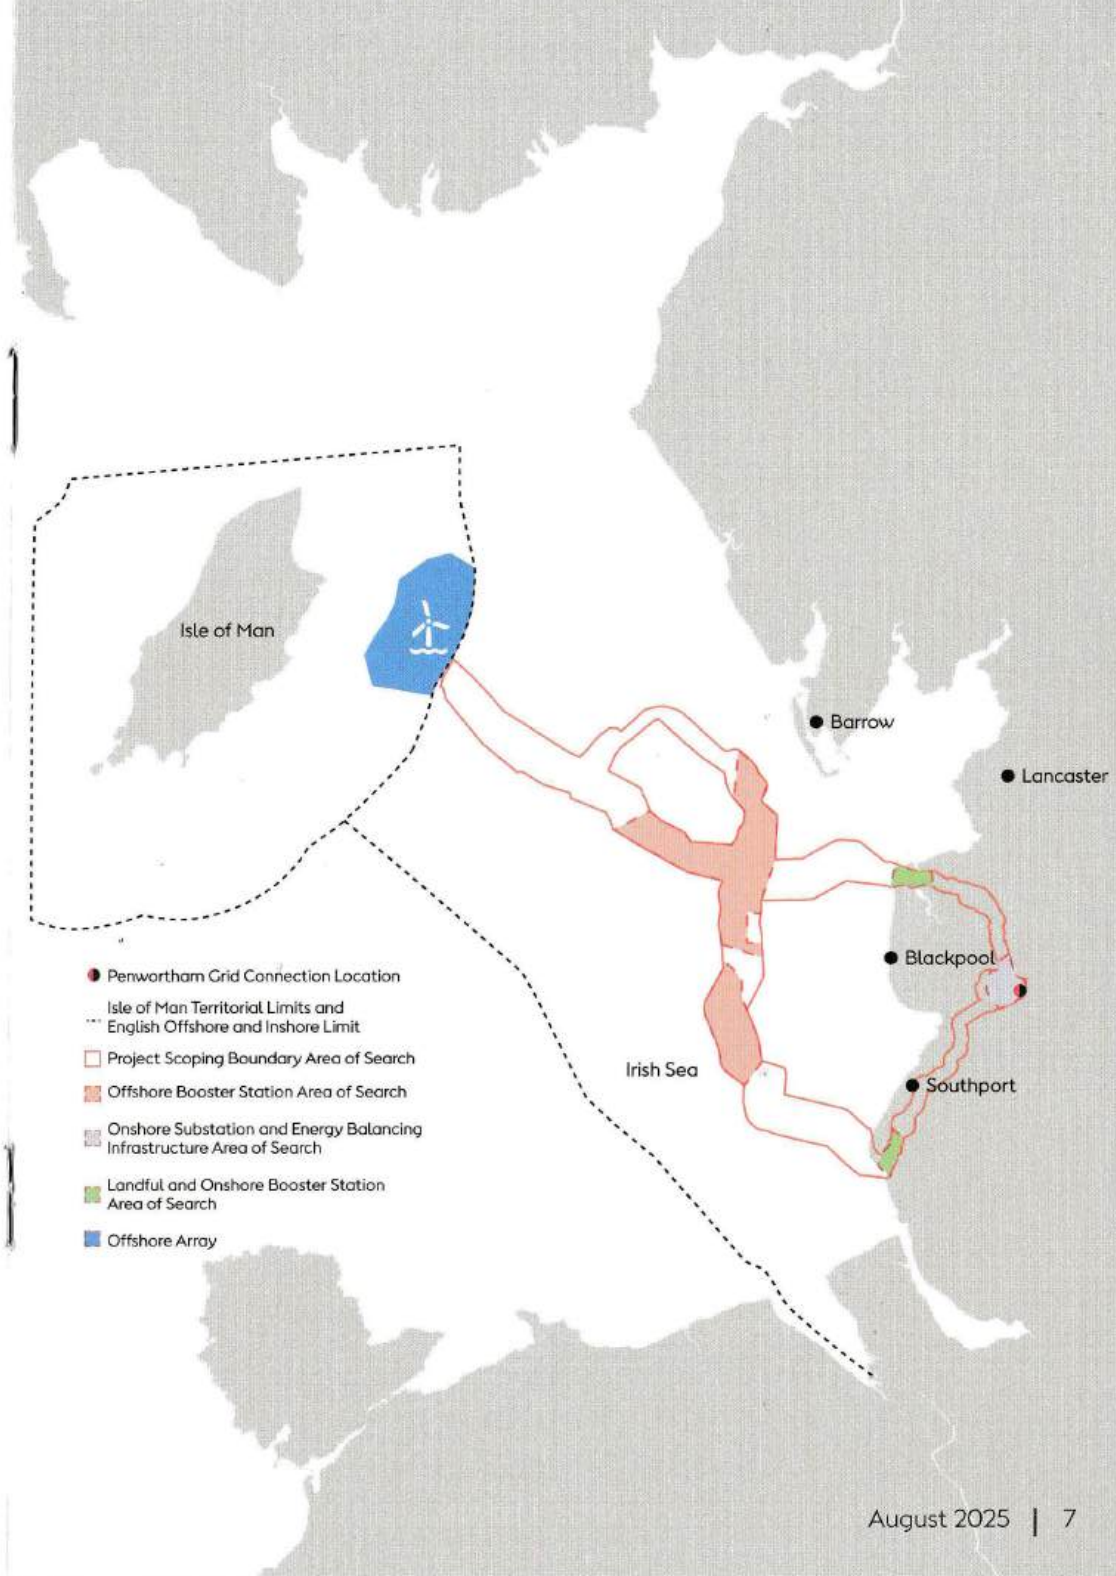 Isle of Man
Barrow
Lancaster
Blackpool
Penwortham Grid Connection Location
Isle of Man Territorial Limits and
English Offshore and Inshore Limit
Project Scoping Boundary Area of Search
Irish Sea
Offshore Booster Station Area of Search
Southport
Onshore Substation and Energy Balancing
Infrastructure Area of Search
Landful and Onshore Booster Station
Area of Search
Offshore Array
August 2025 | 7